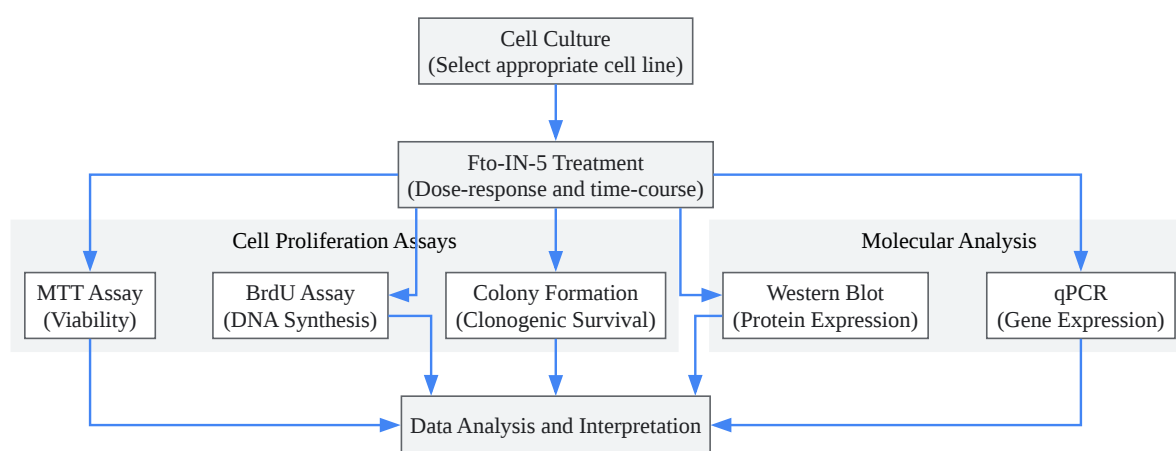 Cell Culture
(Select appropriate cell line)
Fto-IN-5 Treatment
(Dose-response and time-course)
Cell Proliferation Assays
Molecular Analysis
MTT Assay
(Viability)
BrdU Assay
(DNA Synthesis)
Colony Formation
(Clonogenic Survival)
Western Blot
(Protein Expression)
qPCR
(Gene Expression)
Data Analysis and Interpretation